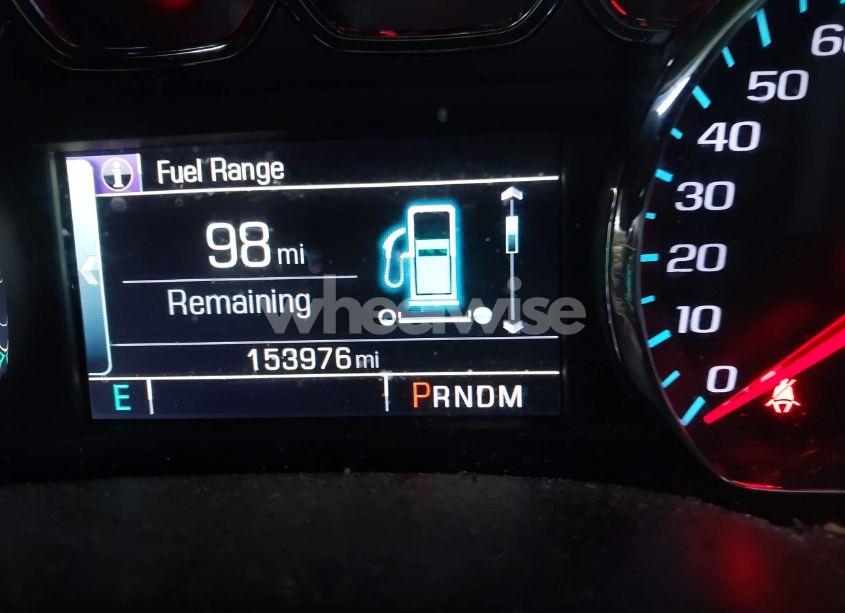 Fuel Range
98 mi
Remaining
153976 mi
E
PRNDM
wheelwise
0
10
20
30
40
50
60